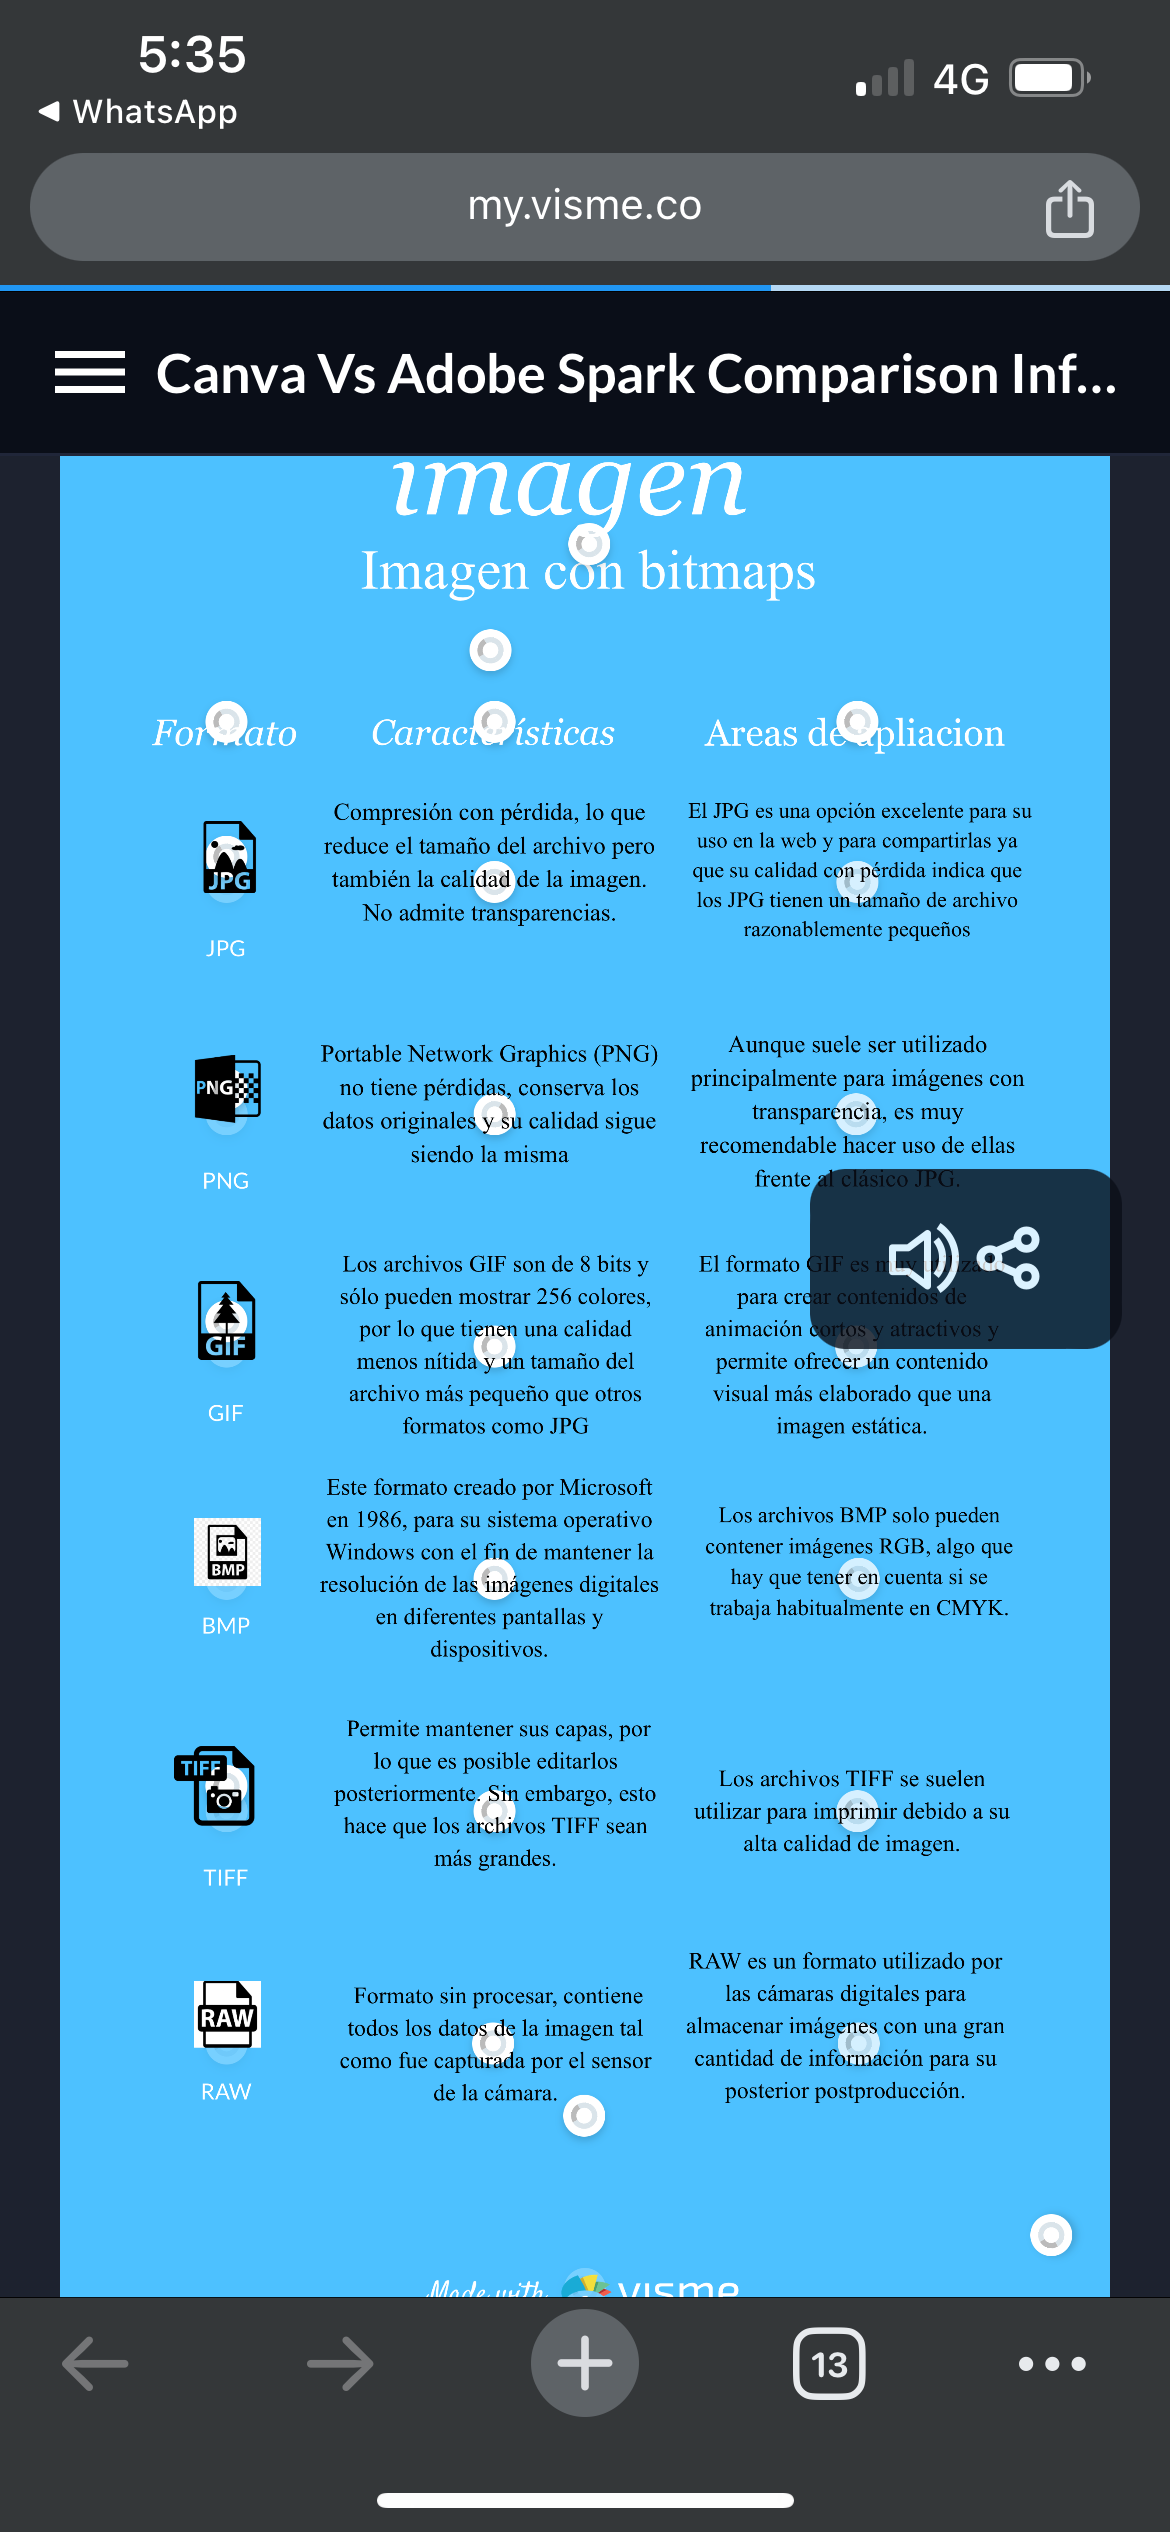 5:35
4G
WhatsApp
my.visme.co
Canva Vs Adobe Spark Comparison Inf...
imagen
Imagen con bitmaps
Formato
Características
Areas de apliacion
JPG
JPG
Compresión con pérdida, lo que
reduce el tamaño del archivo pero
también la calidad de la imagen.
No admite transparencias.
El JPG es una opción excelente para su
uso en la web y para compartirlas ya
que su calidad con pérdida indica que
los JPG tienen un tamaño de archivo
razonablemente pequeños
PNG
PNG
Portable Network Graphics (PNG)
no tiene pérdidas, conserva los
datos originales y su calidad sigue
siendo la misma
Aunque suele ser utilizado
principalmente para imágenes con
transparencia, es muy
recomendable hacer uso de ellas
frente al clásico JPG.
GIF
GIF
Los archivos GIF son de 8 bits y
sólo pueden mostrar 256 colores,
por lo que tienen una calidad
menos nítida y un tamaño del
archivo más pequeño que otros
formatos como JPG
El formato GIF es muy utilizado
para crear contenidos de
animación cortos y atractivos y
permite ofrecer un contenido
visual más elaborado que una
imagen estática.
BMP
BMP
Este formato creado por Microsoft
en 1986, para su sistema operativo
Windows con el fin de mantener la
resolución de las imágenes digitales
en diferentes pantallas y
dispositivos.
Los archivos BMP solo pueden
contener imágenes RGB, algo que
hay que tener en cuenta si se
trabaja habitualmente en CMYK.
TIFF
TIFF
Permite mantener sus capas, por
lo que es posible editarlos
posteriormente. Sin embargo, esto
hace que los archivos TIFF sean
más grandes.
Los archivos TIFF se suelen
utilizar para imprimir debido a su
alta calidad de imagen.
RAW
RAW
Formato sin procesar, contiene
todos los datos de la imagen tal
como fue capturada por el sensor
de la cámara.
RAW es un formato utilizado por
las cámaras digitales para
almacenar imágenes con una gran
cantidad de información para su
posterior postproducción.
Made with visme
13